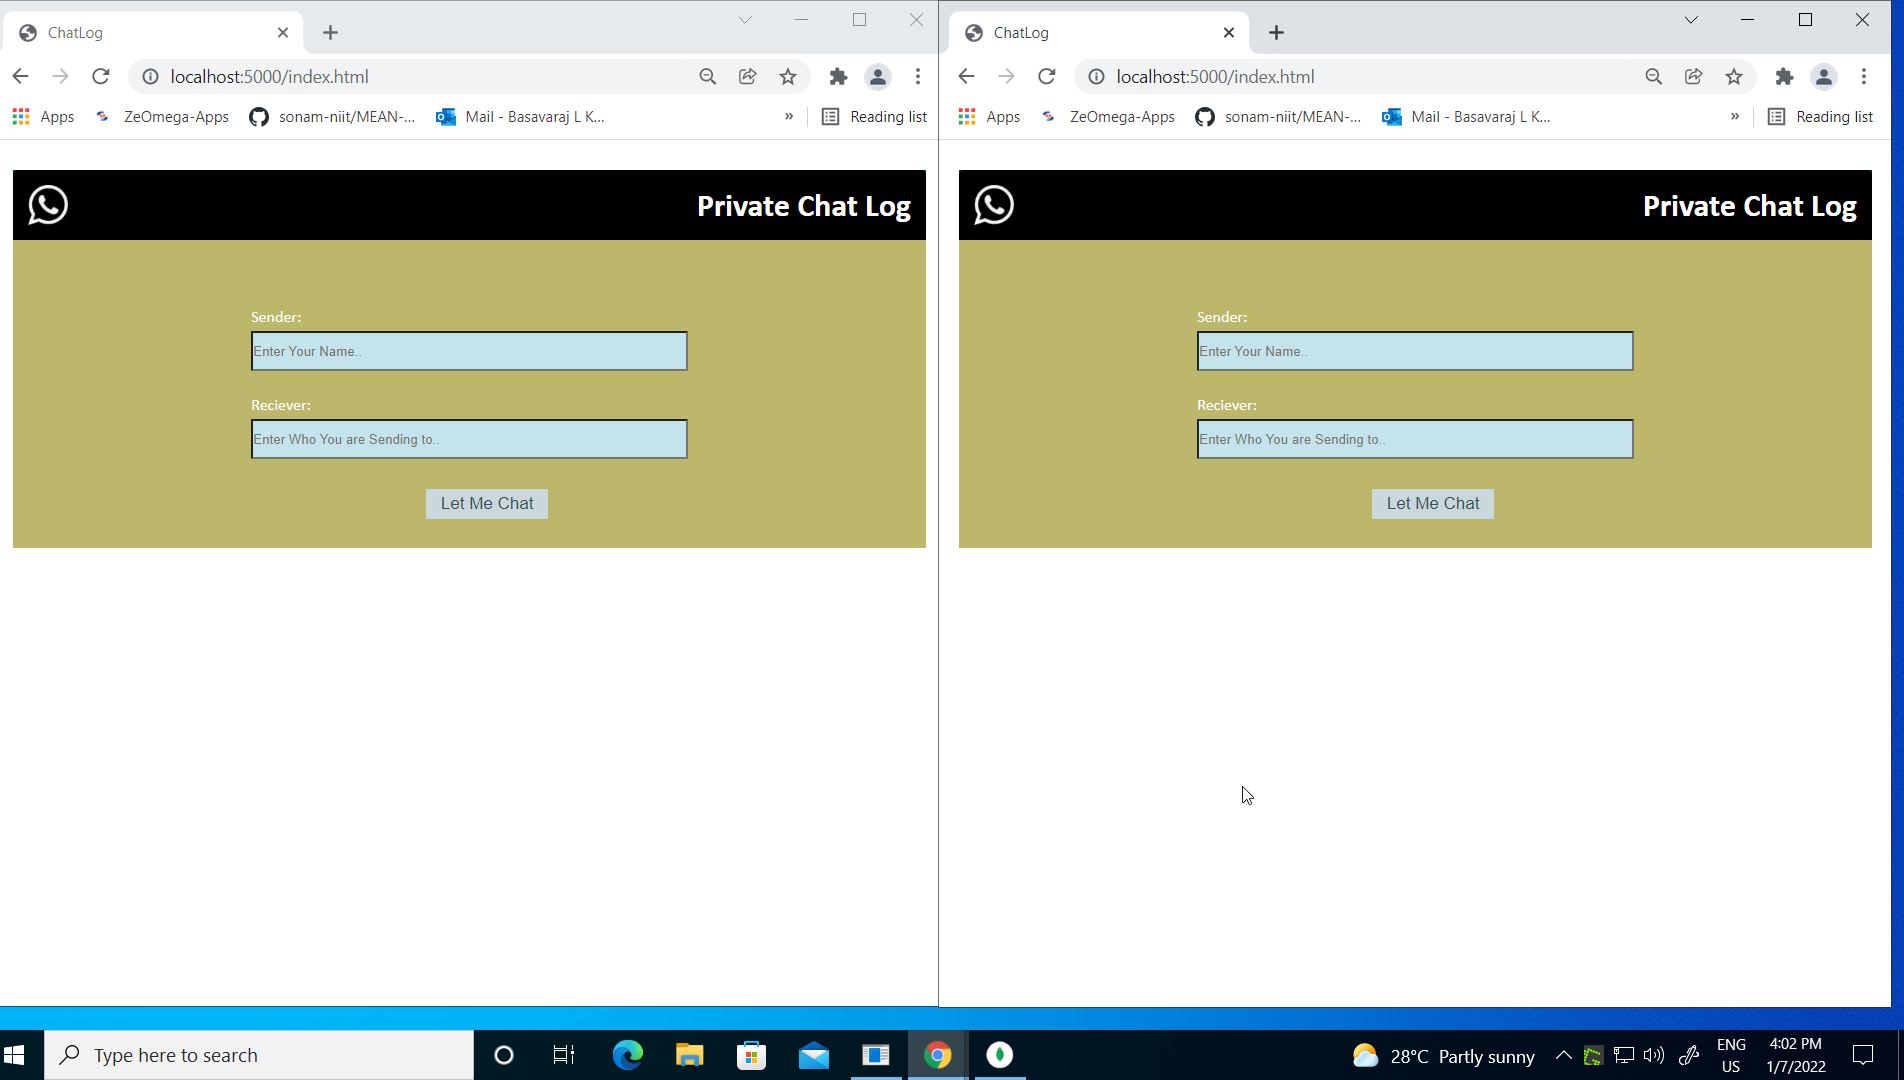 ChatLog
localhost:5000/index.html
Apps
ZeOmega-Apps
sonam-niit/MEAN-...
Mail - Basavaraj L K...
»
Reading list
Private Chat Log
Sender:
Enter Your Name..
Reciever:
Enter Who You are Sending to..
Let Me Chat
ChatLog
localhost:5000/index.html
Apps
ZeOmega-Apps
sonam-niit/MEAN-...
Mail - Basavaraj L K...
»
Reading list
Private Chat Log
Sender:
Enter Your Name..
Reciever:
Enter Who You are Sending to..
Let Me Chat
Type here to search
28°C Partly sunny
ENG
US
4:02 PM
1/7/2022